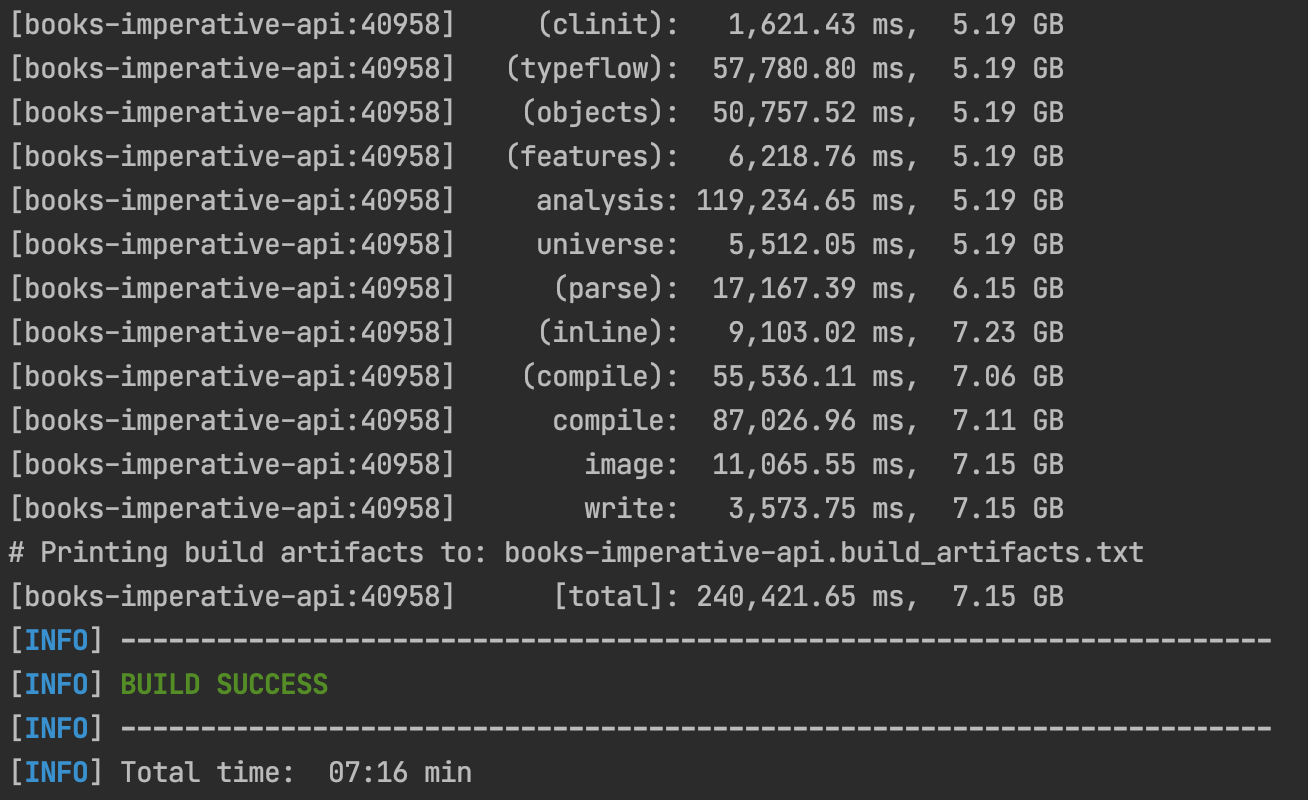 [books-imperative-api:40958]     (clinit):   1,621.43 ms,  5.19 GB
[books-imperative-api:40958]   (typeflow):  57,780.80 ms,  5.19 GB
[books-imperative-api:40958]    (objects):  50,757.52 ms,  5.19 GB
[books-imperative-api:40958]   (features):   6,218.76 ms,  5.19 GB
[books-imperative-api:40958]     analysis: 119,234.65 ms,  5.19 GB
[books-imperative-api:40958]     universe:   5,512.05 ms,  5.19 GB
[books-imperative-api:40958]      (parse):  17,167.39 ms,  6.15 GB
[books-imperative-api:40958]     (inline):   9,103.02 ms,  7.23 GB
[books-imperative-api:40958]    (compile):  55,536.11 ms,  7.06 GB
[books-imperative-api:40958]      compile:  87,026.96 ms,  7.11 GB
[books-imperative-api:40958]        image:  11,065.55 ms,  7.15 GB
[books-imperative-api:40958]        write:   3,573.75 ms,  7.15 GB
# Printing build artifacts to: books-imperative-api.build_artifacts.txt
[books-imperative-api:40958]      [total]: 240,421.65 ms,  7.15 GB
[INFO] ------------------------------------------------------------------------
[INFO] BUILD SUCCESS
[INFO] ------------------------------------------------------------------------
[INFO] Total time:  07:16 min